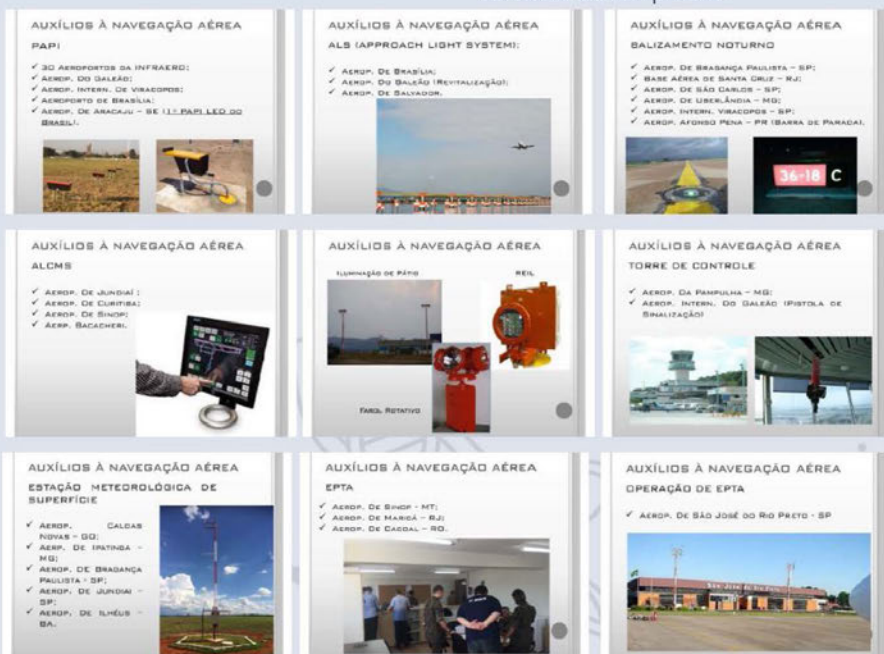 AUXÍLIOS À NAVEGAÇÃO AÉREA
PAPI
✓ 30 AEROPORTOS DA INFRAERO;
✓ AEROP. DO GALEÃO;
✓ AEROP. INTERN. DE VIRACOPOS;
✓ AEROPORTO DE BRASÍLIA;
✓ AEROP. DE ARACAJU – SE (1º PAPI LED DO
BRASIL).
AUXÍLIOS À NAVEGAÇÃO AÉREA
ALS (APPROACH LIGHT SYSTEM):
✓ AEROP. DE BRASÍLIA;
✓ AEROP. DO GALEÃO (REVITALIZAÇÃO);
✓ AEROP. DE SALVADOR.
AUXÍLIOS À NAVEGAÇÃO AÉREA
BALIZAMENTO NOTURNO
✓ AEROP. DE BRAGANÇA PAULISTA – SP;
✓ BASE AÉREA DE SANTA CRUZ – RJ;
✓ AEROP. DE SÃO CARLOS – SP;
✓ AEROP. DE UBERLÂNDIA – MG;
✓ AEROP. INTERN. VIRACOPOS – SP;
✓ AEROP. AFONSO PENA – PR (BARRA DE PARADA).
36-18 C
AUXÍLIOS À NAVEGAÇÃO AÉREA
ALCMS
✓ AEROP. DE JUNDIAÍ ;
✓ AEROP. DE CURITIBA;
✓ AEROP. DE SINOP;
✓ AERP. BACACHERI.
AUXÍLIOS À NAVEGAÇÃO AÉREA
ILUMINAÇÃO DE PÁTIO
REIL
FAROL ROTATIVO
AUXÍLIOS À NAVEGAÇÃO AÉREA
TORRE DE CONTROLE
✓ AEROP. DA PAMPULHA – MG;
✓ AEROP. INTERN. DO GALEÃO (PISTOLA DE
SINALIZAÇÃO)
AUXÍLIOS À NAVEGAÇÃO AÉREA
ESTAÇÃO METEOROLÓGICA DE
SUPERFÍCIE
✓ AEROP. CALDAS
NOVAS – GO;
✓ AERP. DE IPATINGA –
MG;
✓ AEROP. DE BRAGANÇA
PAULISTA - SP;
✓ AEROP. DE JUNDIAÍ –
SP;
✓ AEROP. DE ILHÉUS –
BA.
AUXÍLIOS À NAVEGAÇÃO AÉREA
EPTA
✓ AEROP. DE SINOP - MT;
✓ AEROP. DE MARICÁ – RJ;
✓ AEROP. DE CACOAL – RO.
AUXÍLIOS À NAVEGAÇÃO AÉREA
OPERAÇÃO DE EPTA
✓ AEROP. DE SÃO JOSÉ DO RIO PRETO - SP
São José do Rio Preto